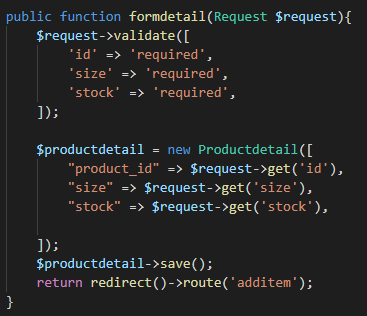 public function formdetail(Request $request){
    $request->validate([
        'id' => 'required',
        'size' => 'required',
        'stock' => 'required',
    ]);

    $productdetail = new Productdetail([
        "product_id" => $request->get('id'),
        "size" => $request->get('size'),
        "stock" => $request->get('stock'),

    ]);
    $productdetail->save();
    return redirect()->route('additem');
}